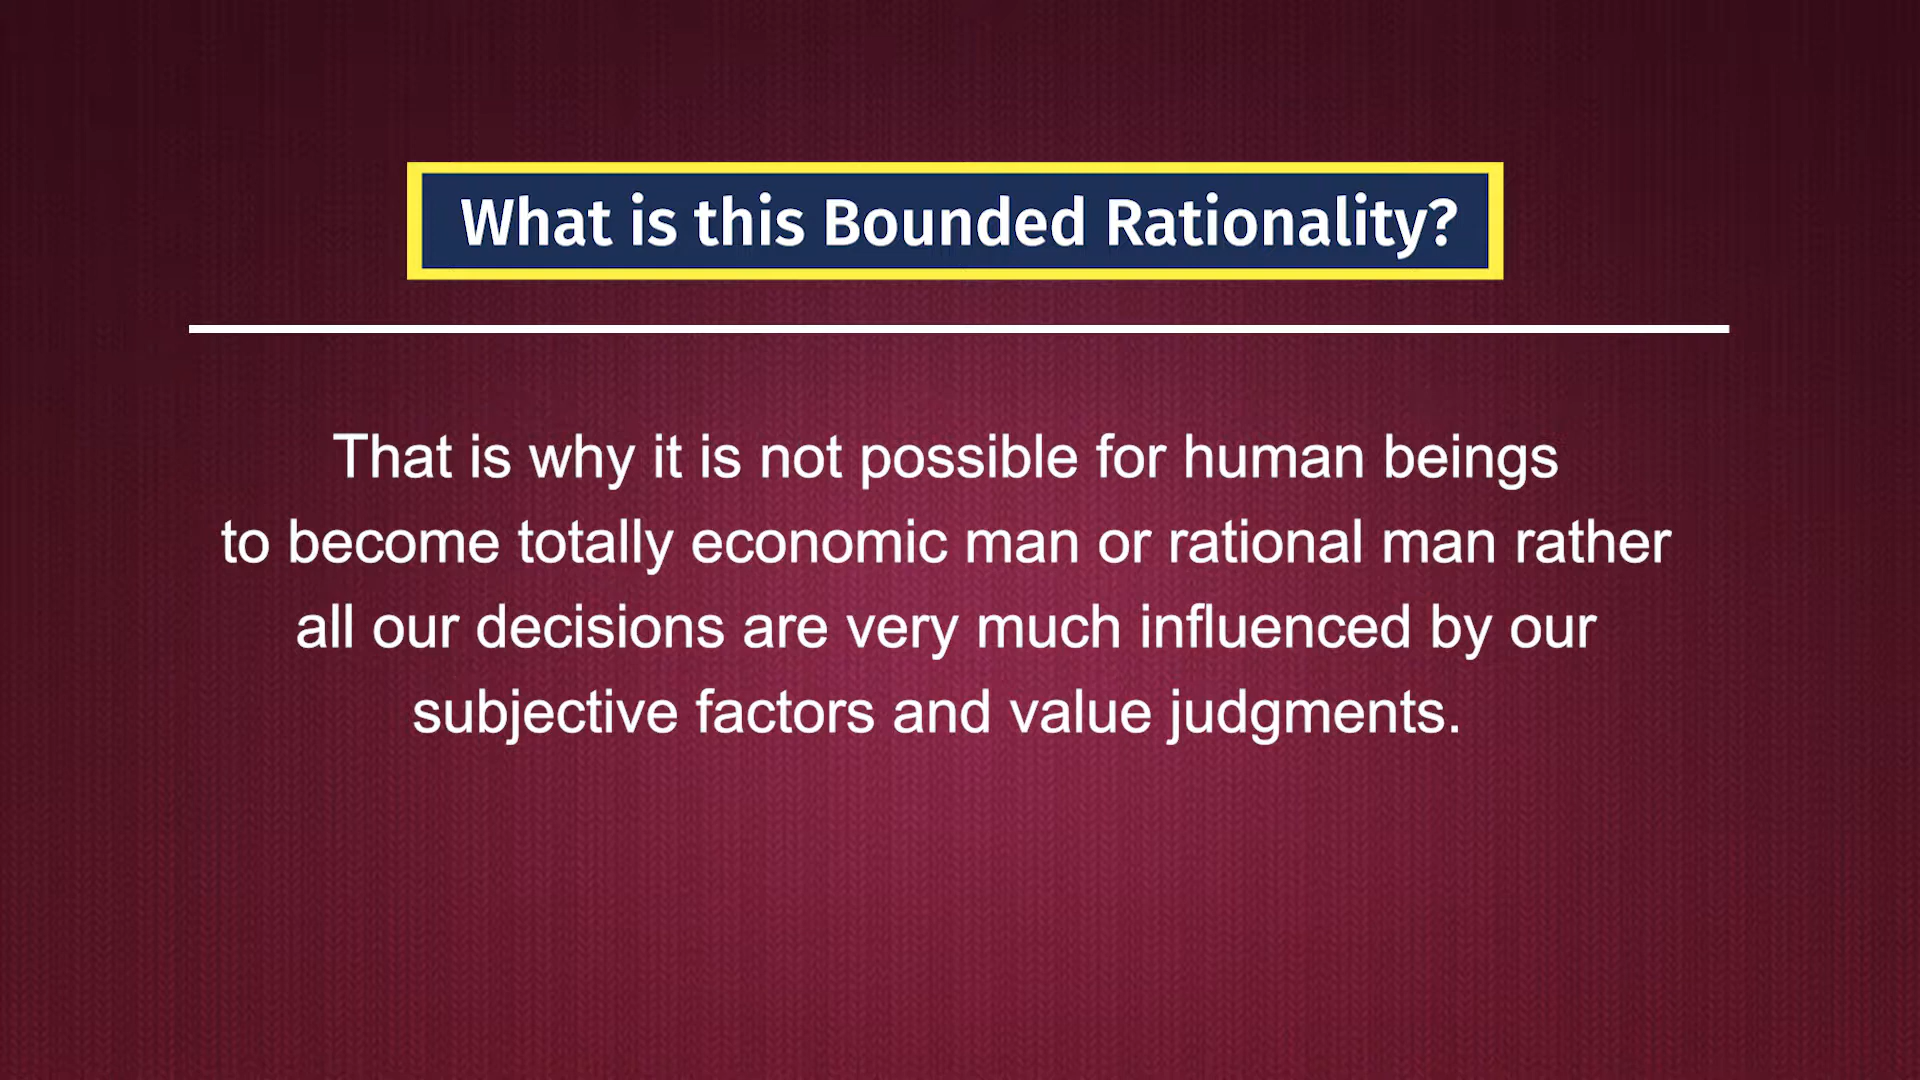 What is this Bounded Rationality?
That is why it is not possible for human beings
to become totally economic man or rational man rather
all our decisions are very much influenced by our
subjective factors and value judgments.